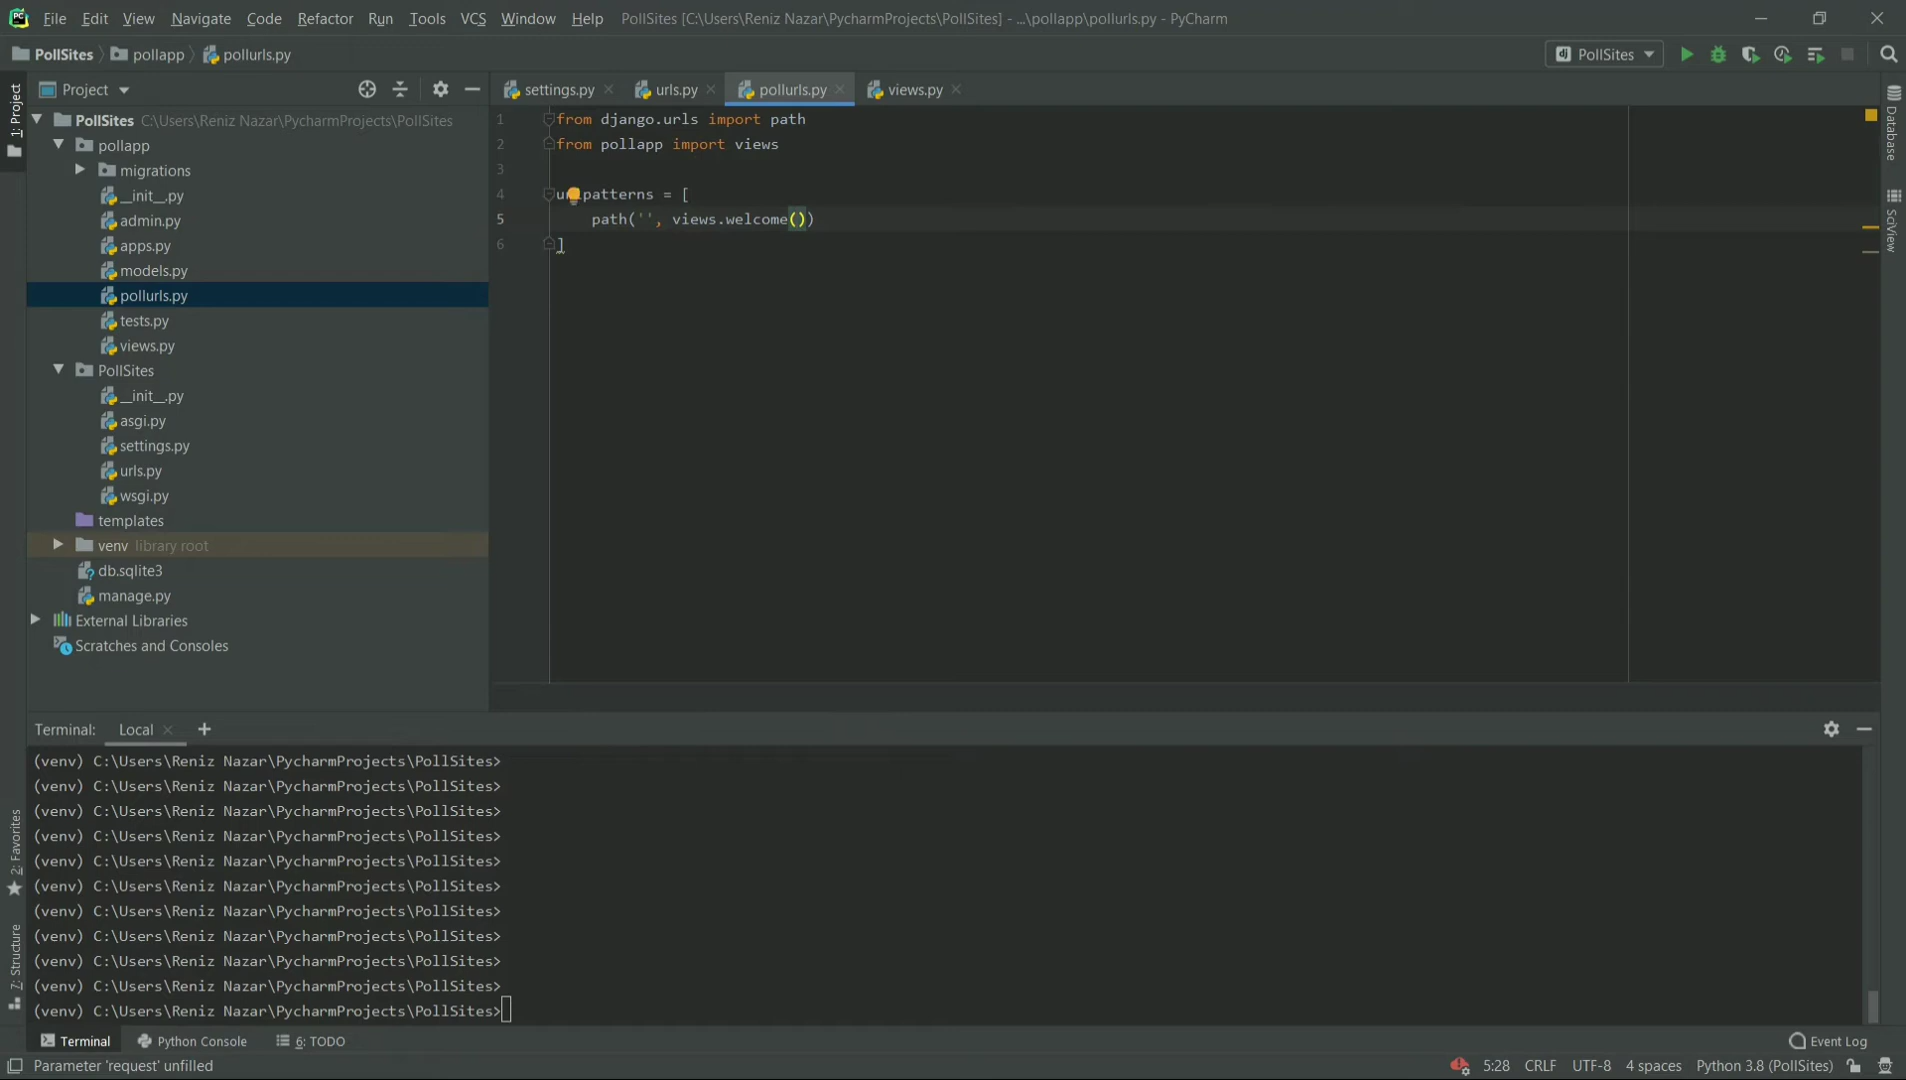 File Edit View Navigate Code Refactor Run Tools VCS Window Help PollSites [C:\Users\Reniz Nazar\PycharmProjects\PollSites] - ...\pollapp\pollurls.py - PyCharm
PollSites pollapp pollurls.py PollSites
1: Project
Project
settings.py urls.py pollurls.py views.py
PollSites C:\Users\Reniz Nazar\PycharmProjects\PollSites
pollapp
migrations
__init__.py
admin.py
apps.py
models.py
pollurls.py
tests.py
views.py
PollSites
__init__.py
asgi.py
settings.py
urls.py
wsgi.py
templates
venv library root
db.sqlite3
manage.py
External Libraries
Scratches and Consoles
1 from django.urls import path
2 from pollapp import views
3
4 urlpatterns = [
5 path('', views.welcome())
6 ]
Database
SciView
Terminal: Local
(venv) C:\Users\Reniz Nazar\PycharmProjects\PollSites>
(venv) C:\Users\Reniz Nazar\PycharmProjects\PollSites>
(venv) C:\Users\Reniz Nazar\PycharmProjects\PollSites>
(venv) C:\Users\Reniz Nazar\PycharmProjects\PollSites>
(venv) C:\Users\Reniz Nazar\PycharmProjects\PollSites>
(venv) C:\Users\Reniz Nazar\PycharmProjects\PollSites>
(venv) C:\Users\Reniz Nazar\PycharmProjects\PollSites>
(venv) C:\Users\Reniz Nazar\PycharmProjects\PollSites>
(venv) C:\Users\Reniz Nazar\PycharmProjects\PollSites>
(venv) C:\Users\Reniz Nazar\PycharmProjects\PollSites>
(venv) C:\Users\Reniz Nazar\PycharmProjects\PollSites>
2: Favorites
7: Structure
Terminal Python Console 6: TODO Event Log
Parameter 'request' unfilled 5:28 CRLF UTF-8 4 spaces Python 3.8 (PollSites)